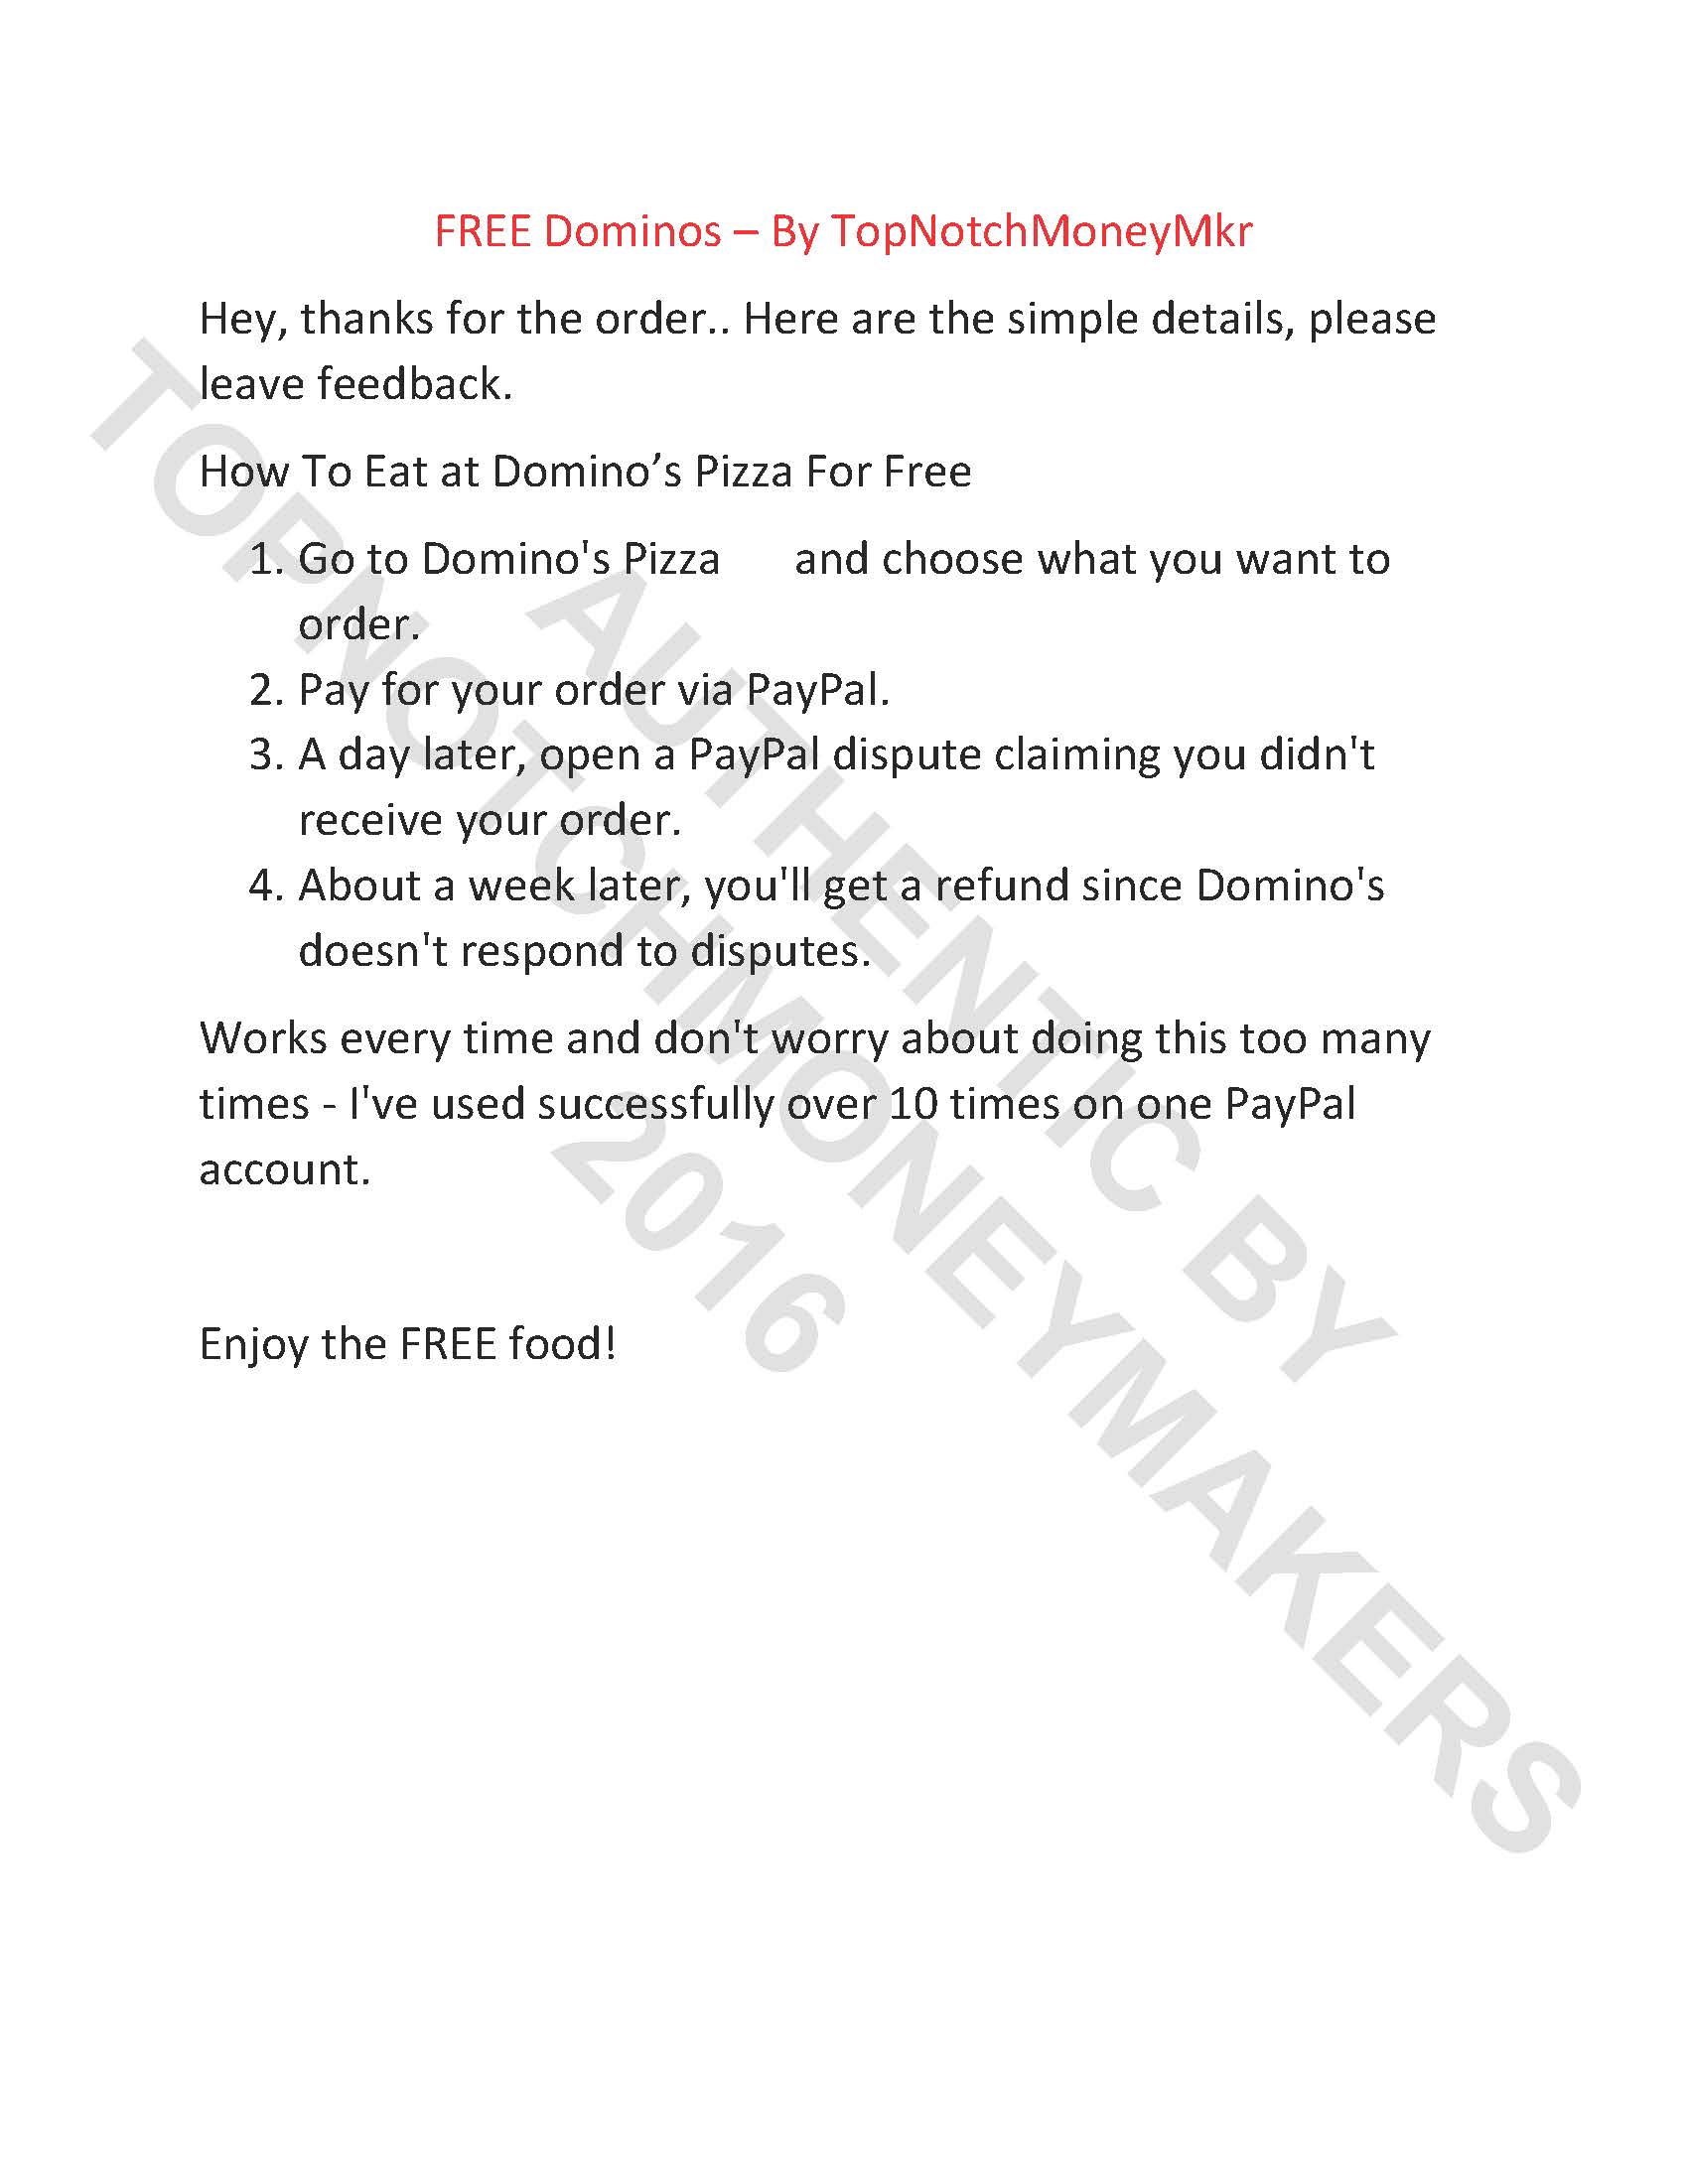 FREE Dominos – By TopNotchMoneyMkr
Hey, thanks for the order.. Here are the simple details, please
leave feedback.
How To Eat at Domino’s Pizza For Free
1. Go to Domino's Pizza and choose what you want to
order.
2. Pay for your order via PayPal.
3. A day later, open a PayPal dispute claiming you didn't
receive your order.
4. About a week later, you'll get a refund since Domino's
doesn't respond to disputes.
Works every time and don't worry about doing this too many
times - I've used successfully over 10 times on one PayPal
account.
Enjoy the FREE food!
AUTHENTIC BY
TOPNOTCHMONEYMAKERS
2016